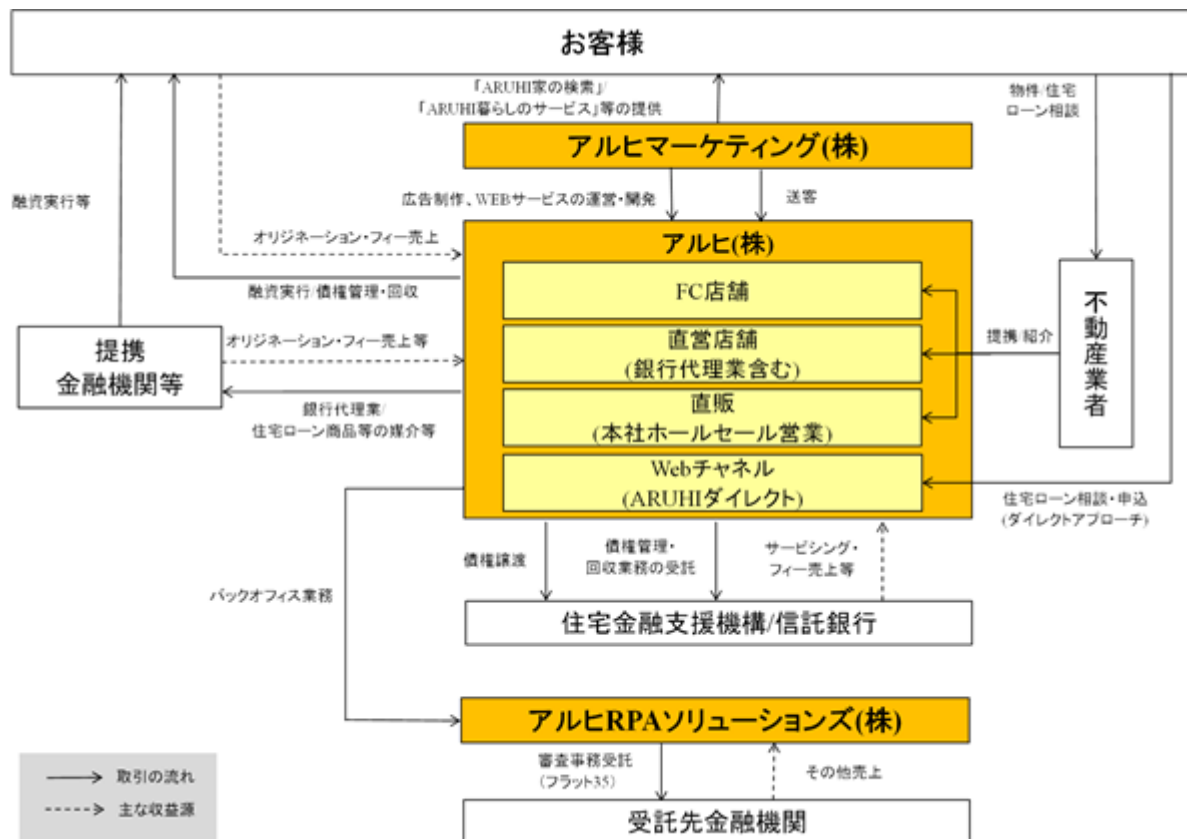 お客様
「ARUHI家の検索」/
「ARUHI暮らしのサービス」等の提供
物件/住宅
ローン相談
アルヒマーケティング(株)
融資実行等
広告制作、WEBサービスの運営・開発
送客
オリジネーション・フィー売上
アルヒ(株)
融資実行/債権管理・回収
FC店舗
不動産業者
提携
金融機関等
オリジネーション・フィー売上等
直営店舗
(銀行代理業含む)
提携/紹介
銀行代理業/
住宅ローン商品等の媒介等
直販
(本社ホールセール営業)
Webチャネル
(ARUHIダイレクト)
住宅ローン相談・申込
(ダイレクトアプローチ)
債権譲渡
債権管理・
回収業務の受託
サービシング・
フィー売上等
バックオフィス業務
住宅金融支援機構/信託銀行
アルヒRPAソリューションズ(株)
審査事務受託
(フラット35)
その他売上
受託先金融機関
取引の流れ
主な収益源